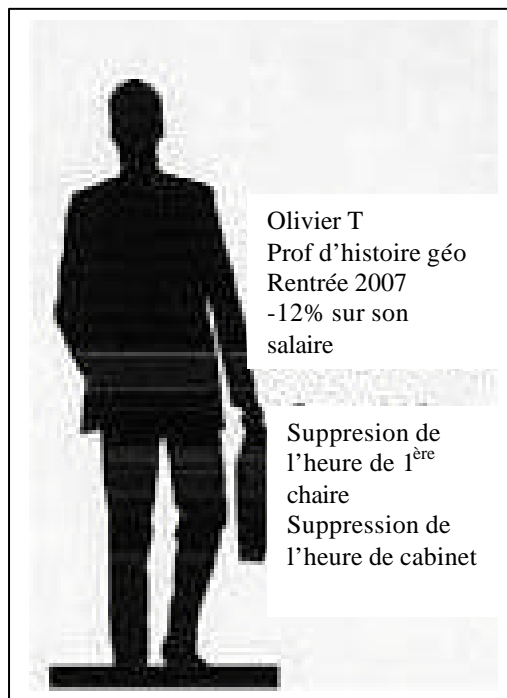 Olivier T
Prof d'histoire géo
Rentrée 2007
-12% sur son
salaire
Suppresion de
l'heure de 1ère
chaire
Suppression de
l'heure de cabinet